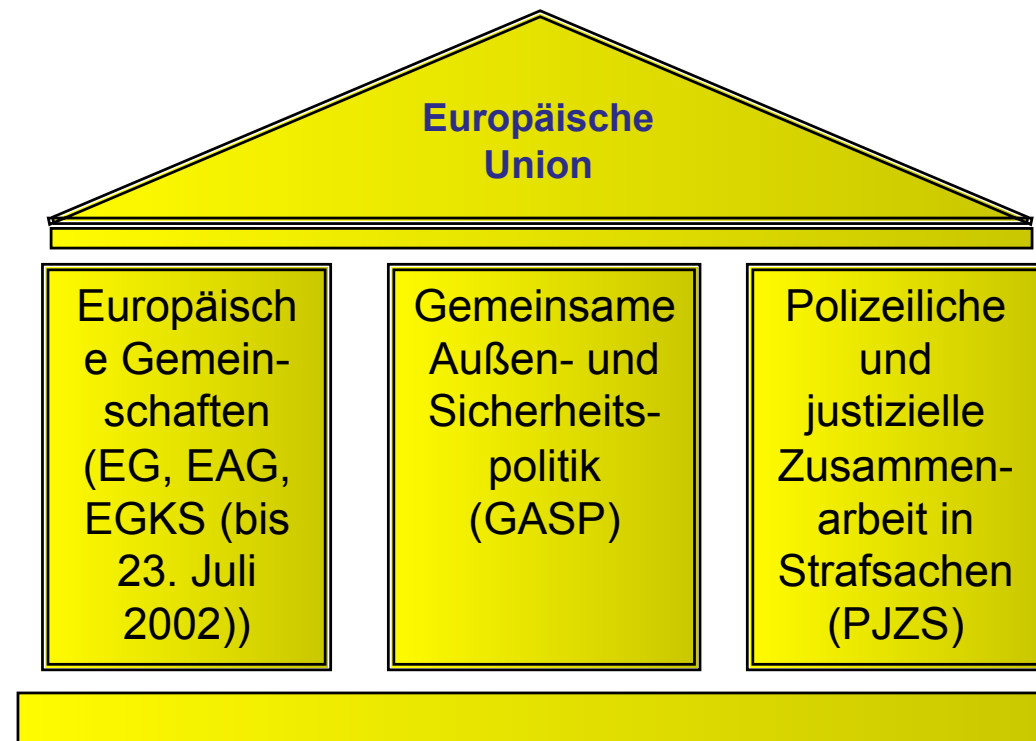 Europäische
Union
Europäisch
e Gemein-
schaften
(EG, EAG,
EGKS (bis
23. Juli
2002))
Gemeinsame
Außen- und
Sicherheits-
politik
(GASP)
Polizeiliche
und
justizielle
Zusammen-
arbeit in
Strafsachen
(PJZS)